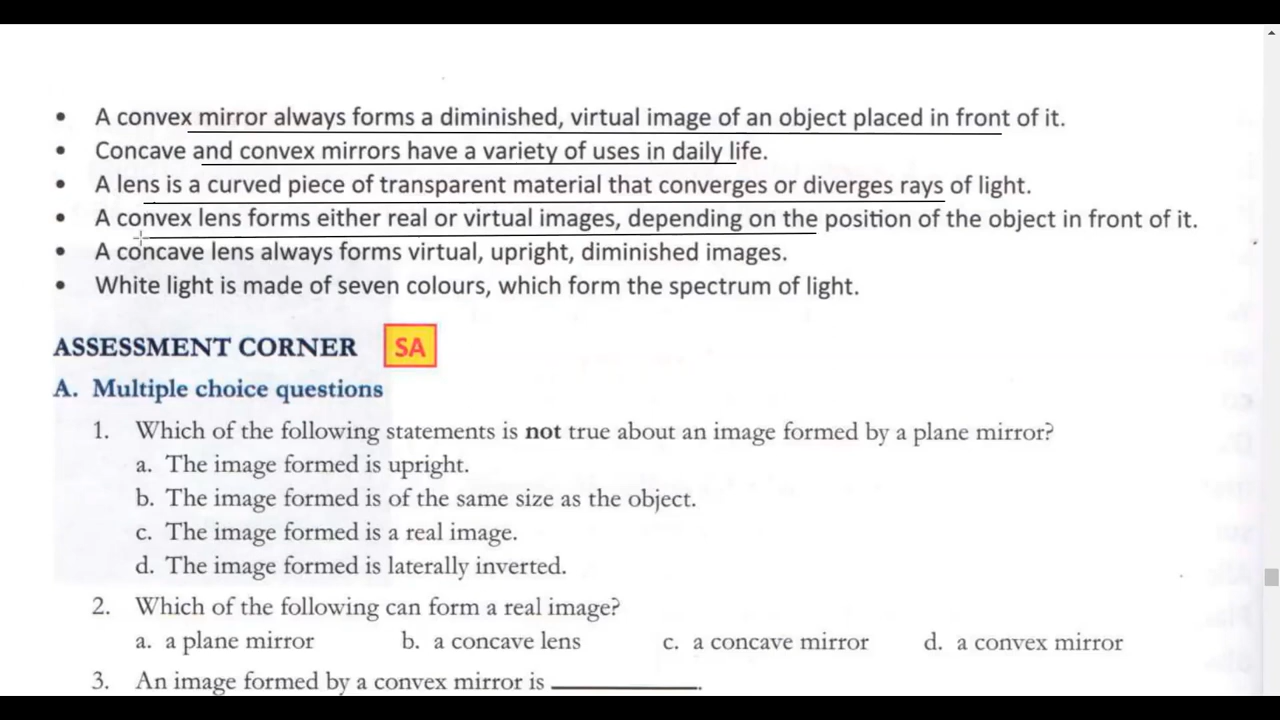 • A convex mirror always forms a diminished, virtual image of an object placed in front of it.
• Concave and convex mirrors have a variety of uses in daily life.
• A lens is a curved piece of transparent material that converges or diverges rays of light.
• A convex lens forms either real or virtual images, depending on the position of the object in front of it.
• A concave lens always forms virtual, upright, diminished images.
• White light is made of seven colours, which form the spectrum of light.
ASSESSMENT CORNER SA
A. Multiple choice questions
1. Which of the following statements is not true about an image formed by a plane mirror?
a. The image formed is upright.
b. The image formed is of the same size as the object.
c. The image formed is a real image.
d. The image formed is laterally inverted.
2. Which of the following can form a real image?
a. a plane mirror b. a concave lens c. a concave mirror d. a convex mirror
3. An image formed by a convex mirror is __________.